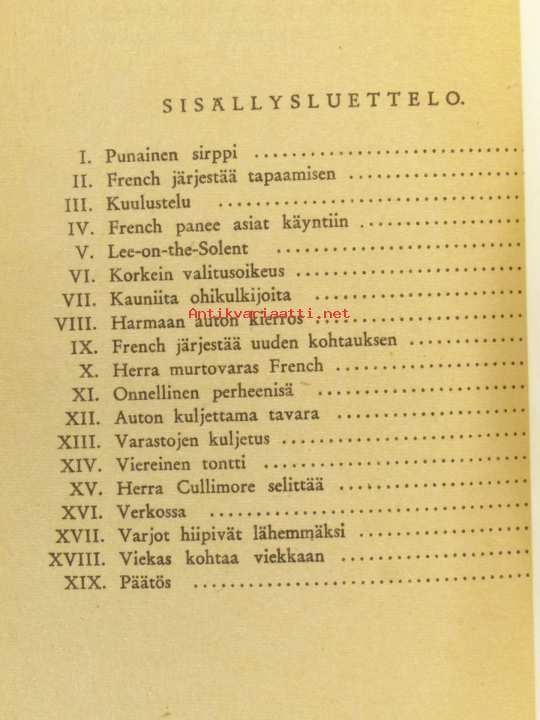 SISÄLLYSLUETTELO.
I. Punainen sirppi
II. French järjestää tapaamisen
III. Kuulustelu
IV. French panee asiat käyntiin
V. Lee-on-the-Solent
VI. Korkein valitusoikeus
VII. Kauniita ohikulkijoita
Antikvariaatti.net
VIII. Harmaan auton kierros
IX. French järjestää uuden kohtauksen
X. Herra murtovaras French
XI. Onnellinen perheenisä
XII. Auton kuljettama tavara
XIII. Varastojen kuljetus
XIV. Viereinen tontti
XV. Herra Cullimore selittää
XVI. Verkossa
XVII. Varjot hiipivät lähemmäksi
XVIII. Viekas kohtaa viekkaan
XIX. Päätös